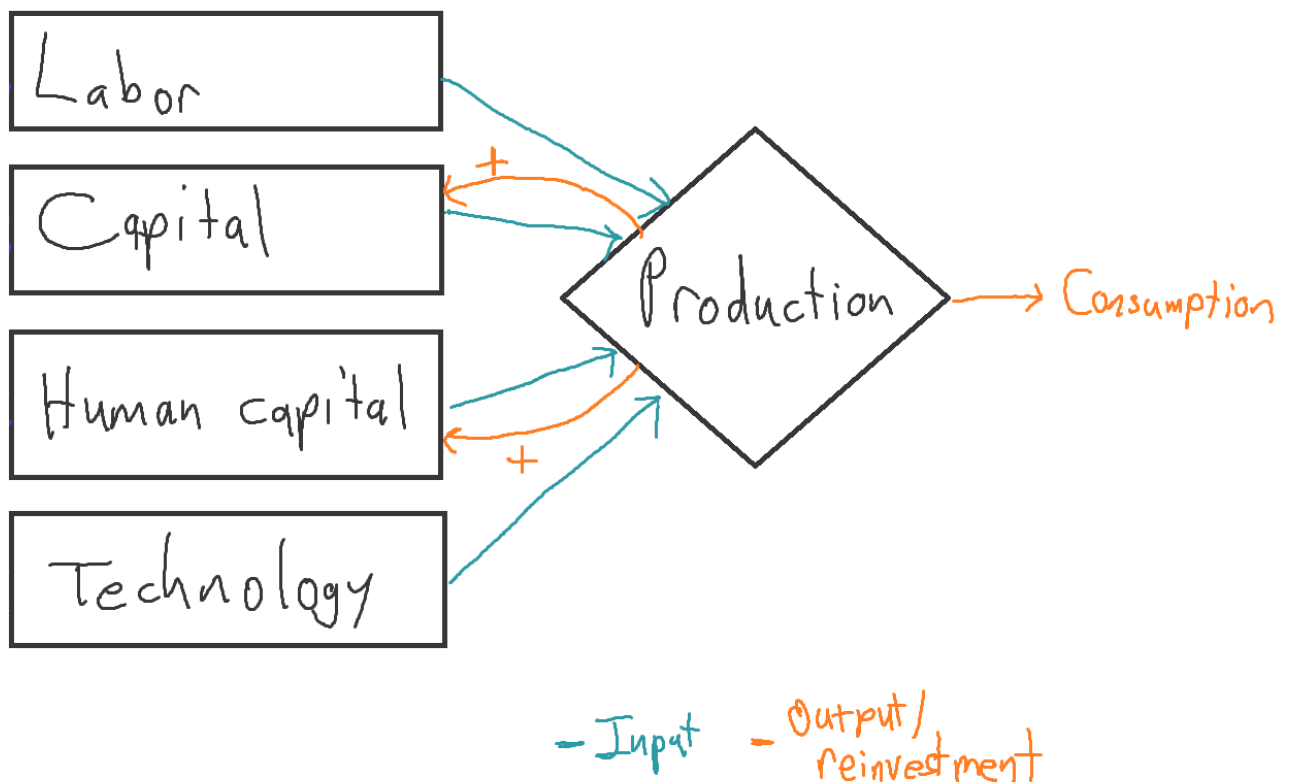 Labor
+
Capital
Production
Consumption
Human capital
+
Technology
- Input
- Output/
reinvestment